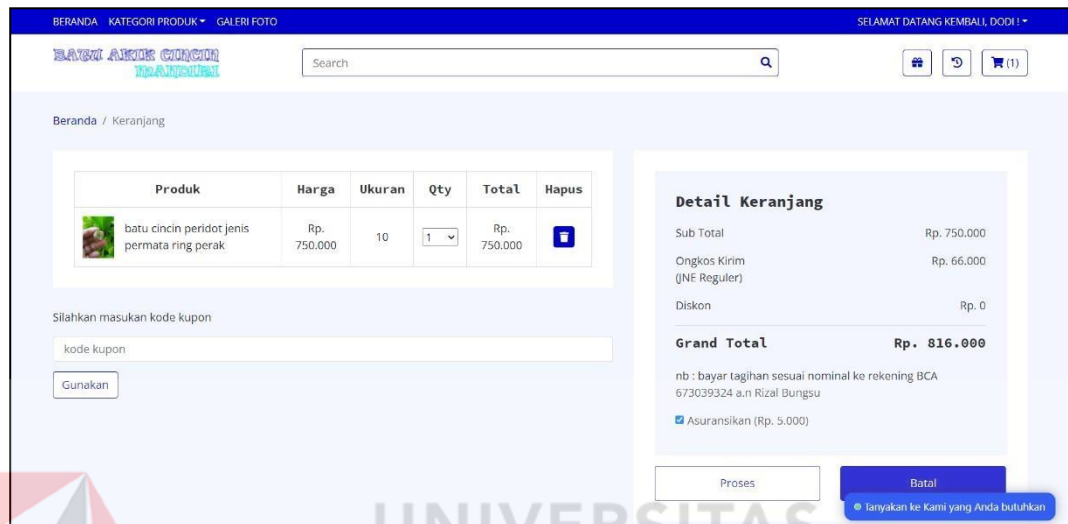 BERANDA KATEGORI PRODUK GALERI FOTO SELAMAT DATANG KEMBALI, DODI !
BATU AKIK CINCIN
MANDURI
Search
(1)
Beranda / Keranjang
Produk Harga Ukuran Qty Total Hapus
batu cincin peridot jenis
permata ring perak
Rp.
750.000
10
1
Rp.
750.000
Silahkan masukan kode kupon
kode kupon
Gunakan
Detail Keranjang
Sub Total Rp. 750.000
Ongkos Kirim Rp. 66.000
(JNE Reguler)
Diskon Rp. 0
Grand Total Rp. 816.000
nb : bayar tagihan sesuai nominal ke rekening BCA
673039324 a.n Rizal Bungsu
Asuransikan (Rp. 5.000)
Proses Batal
Tanyakan ke Kami yang Anda butuhkan
UNIVERSITAS